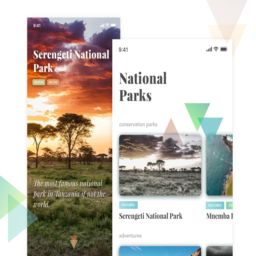 9:41
Serengeti National
Park
The most famous national
park in Tanzania if not the
world.
9:41
National
Parks
conservation parks
Serengeti National Park
Mnemba I
adventures